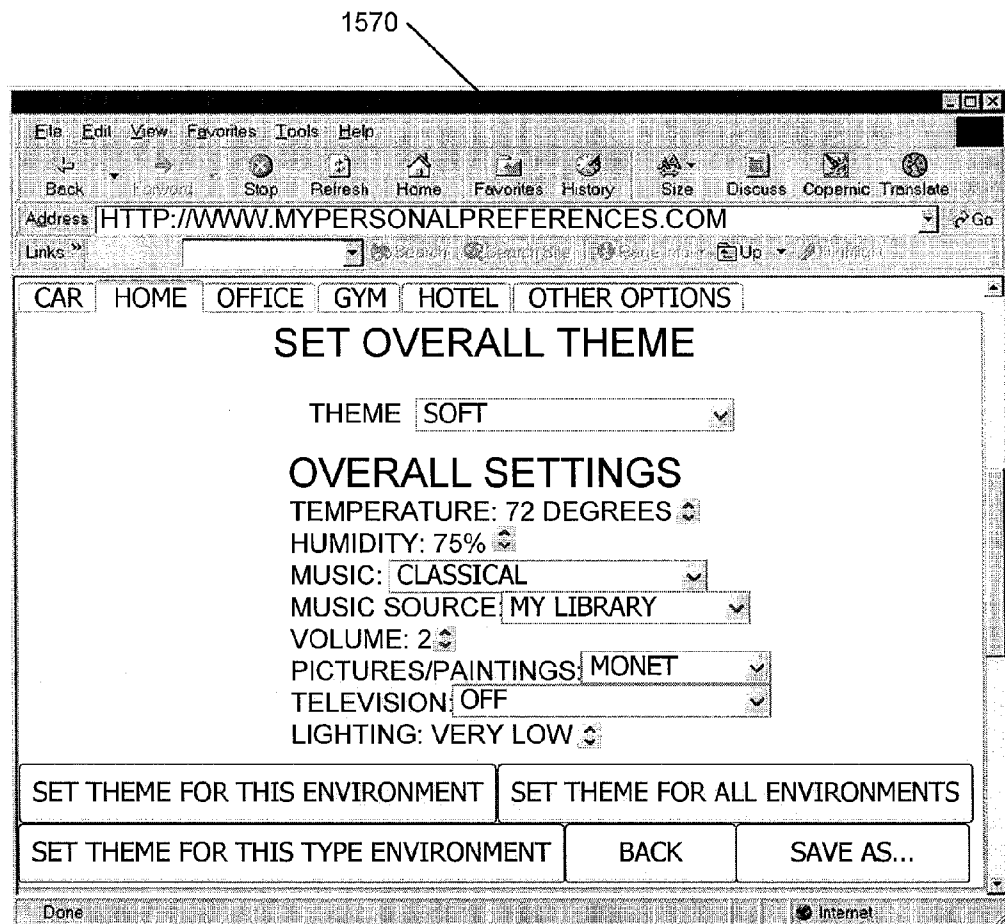 1570
File Edit View Favorites Tools Help
Back Forward Stop Refresh Home Favorites History Size Discuss Copernic Translate
Address HTTP://WWW.MYPERSONALPREFERENCES.COM Go
Links » Search Search Site Up
CAR HOME OFFICE GYM HOTEL OTHER OPTIONS
SET OVERALL THEME
THEME SOFT
OVERALL SETTINGS
TEMPERATURE: 72 DEGREES
HUMIDITY: 75%
MUSIC: CLASSICAL
MUSIC SOURCE: MY LIBRARY
VOLUME: 2
PICTURES/PAINTINGS: MONET
TELEVISION: OFF
LIGHTING: VERY LOW
SET THEME FOR THIS ENVIRONMENT SET THEME FOR ALL ENVIRONMENTS
SET THEME FOR THIS TYPE ENVIRONMENT BACK SAVE AS...
Done Internet